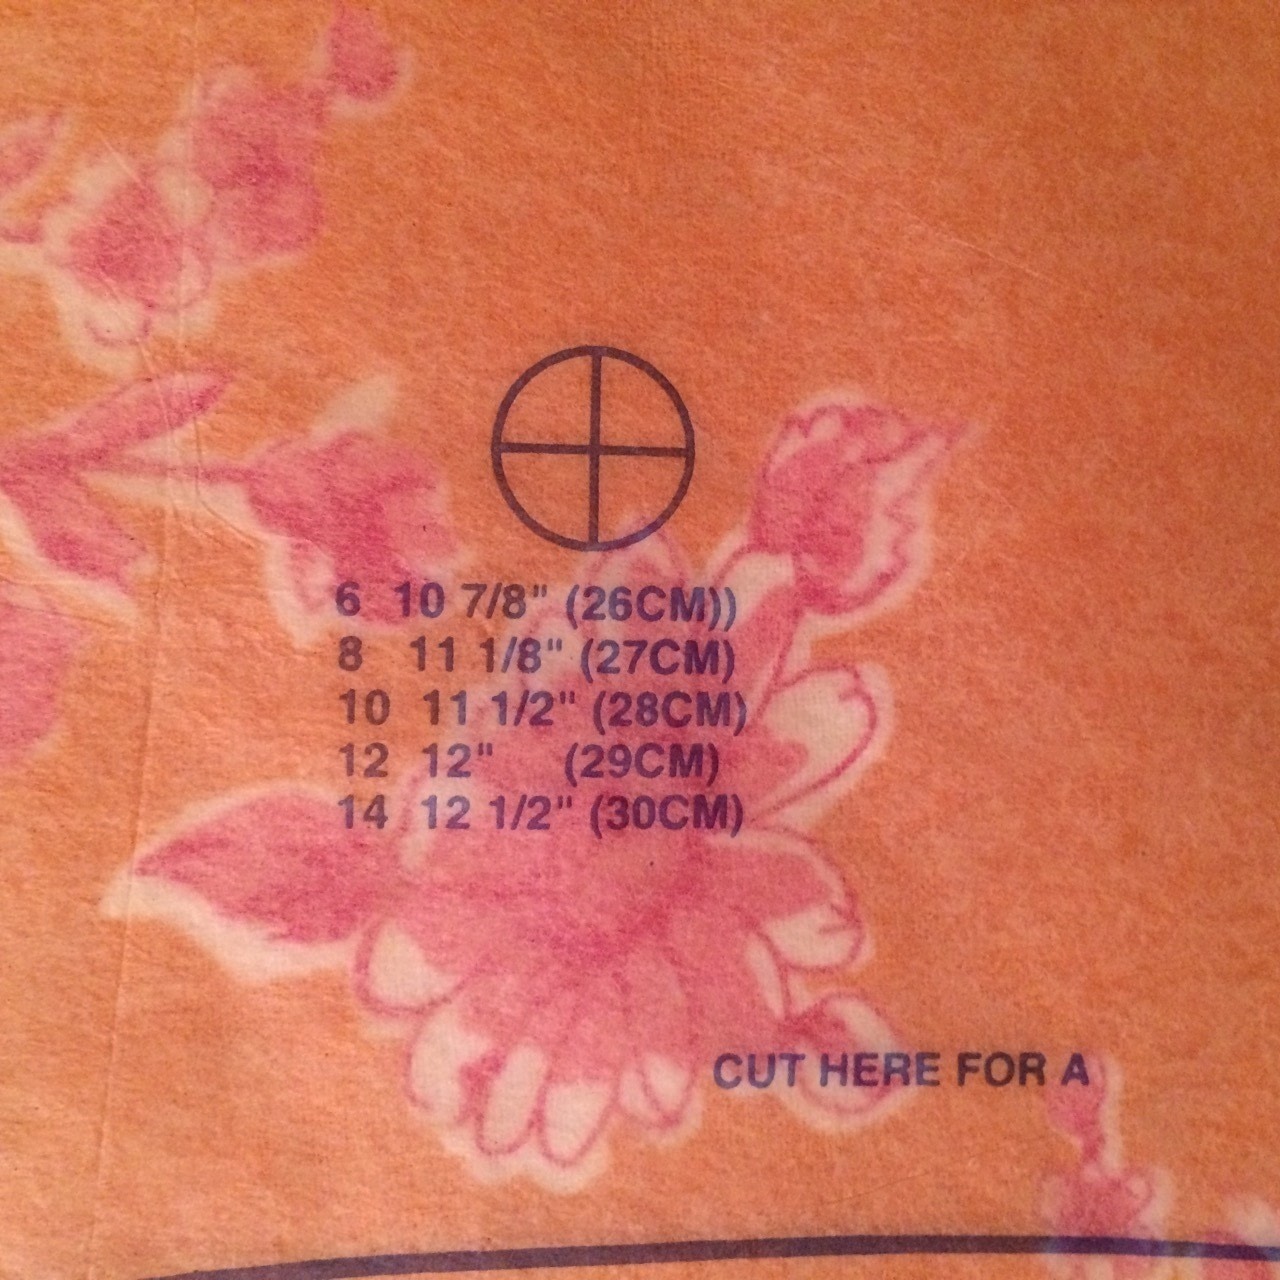 6 10 7/8" (26CM))
8 11 1/8" (27CM)
10 11 1/2" (28CM)
12 12" (29CM)
14 12 1/2" (30CM)
CUT HERE FOR A